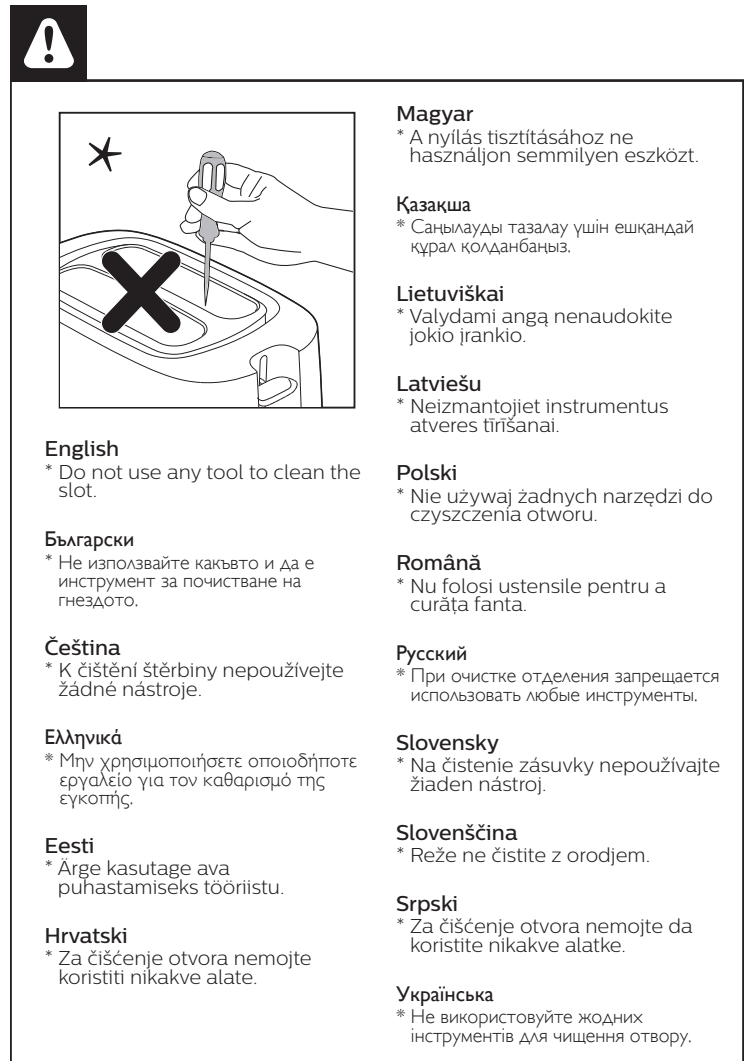 English
* Do not use any tool to clean the
slot.
Български
* Не използвайте какъвто и да е
инструмент за почистване на
гнездото.
Čeština
* K čištění štěrbiny nepoužívejte
žádné nástroje.
Ελληνικά
* Μην χρησιμοποιήσετε οποιοδήποτε
εργαλείο για τον καθαρισμό της
εγκοπής.
Eesti
* Ärge kasutage ava
puhastamiseks tööriistu.
Hrvatski
* Za čišćenje otvora nemojte
koristiti nikakve alate.
Magyar
* A nyílás tisztításához ne
használjon semmilyen eszközt.
Қазақша
* Саңылауды тазалау үшін ешқандай
құрал қолданбаңыз.
Lietuviškai
* Valydami angą nenaudokite
jokio įrankio.
Latviešu
* Neizmantojiet instrumentus
atveres tīrīšanai.
Polski
* Nie używaj żadnych narzędzi do
czyszczenia otworu.
Română
* Nu folosi ustensile pentru a
curăța fanta.
Русский
* При очистке отделения запрещается
использовать любые инструменты.
Slovensky
* Na čistenie zásuvky nepoužívajte
žiaden nástroj.
Slovenščina
* Reže ne čistite z orodjem.
Srpski
* Za čišćenje otvora nemojte da
koristite nikakve alatke.
Українська
* Не використовуйте жодних
інструментів для чищення отвору.